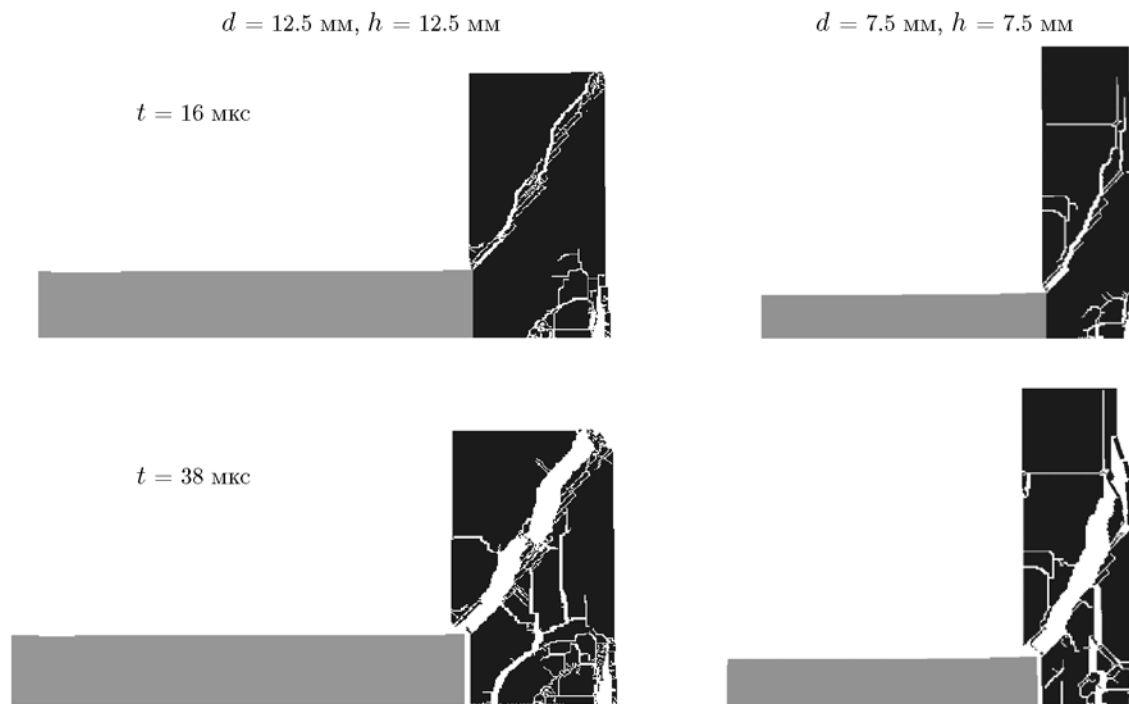 d = 12.5 мм, h = 12.5 мм
d = 7.5 мм, h = 7.5 мм
t = 16 мкс
t = 38 мкс